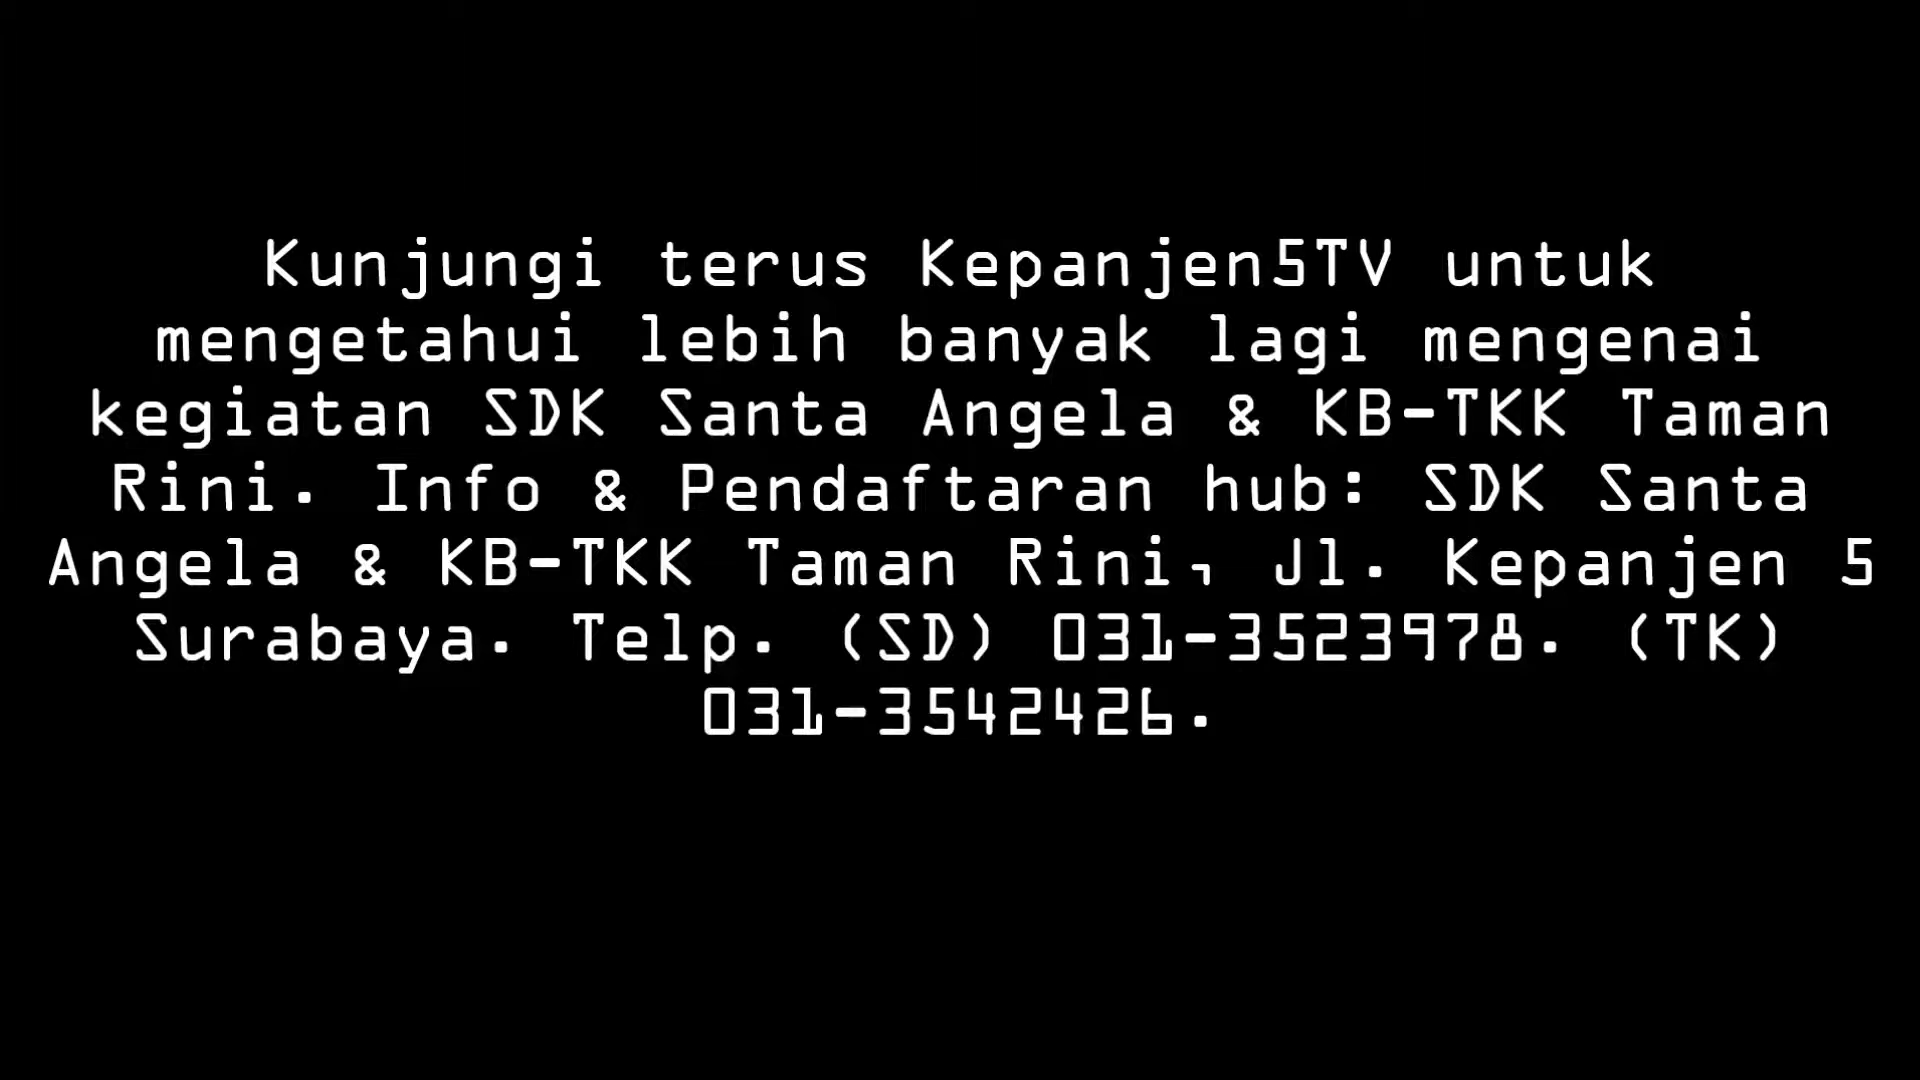 Kunjungi terus Kepanjen5TV untuk
mengetahui lebih banyak lagi mengenai
kegiatan SDK Santa Angela & KB-TKK Taman
Rini. Info & Pendaftaran hub: SDK Santa
Angela & KB-TKK Taman Rini, Jl. Kepanjen 5
Surabaya. Telp. (SD) 031-3523978. (TK)
031-3542426.